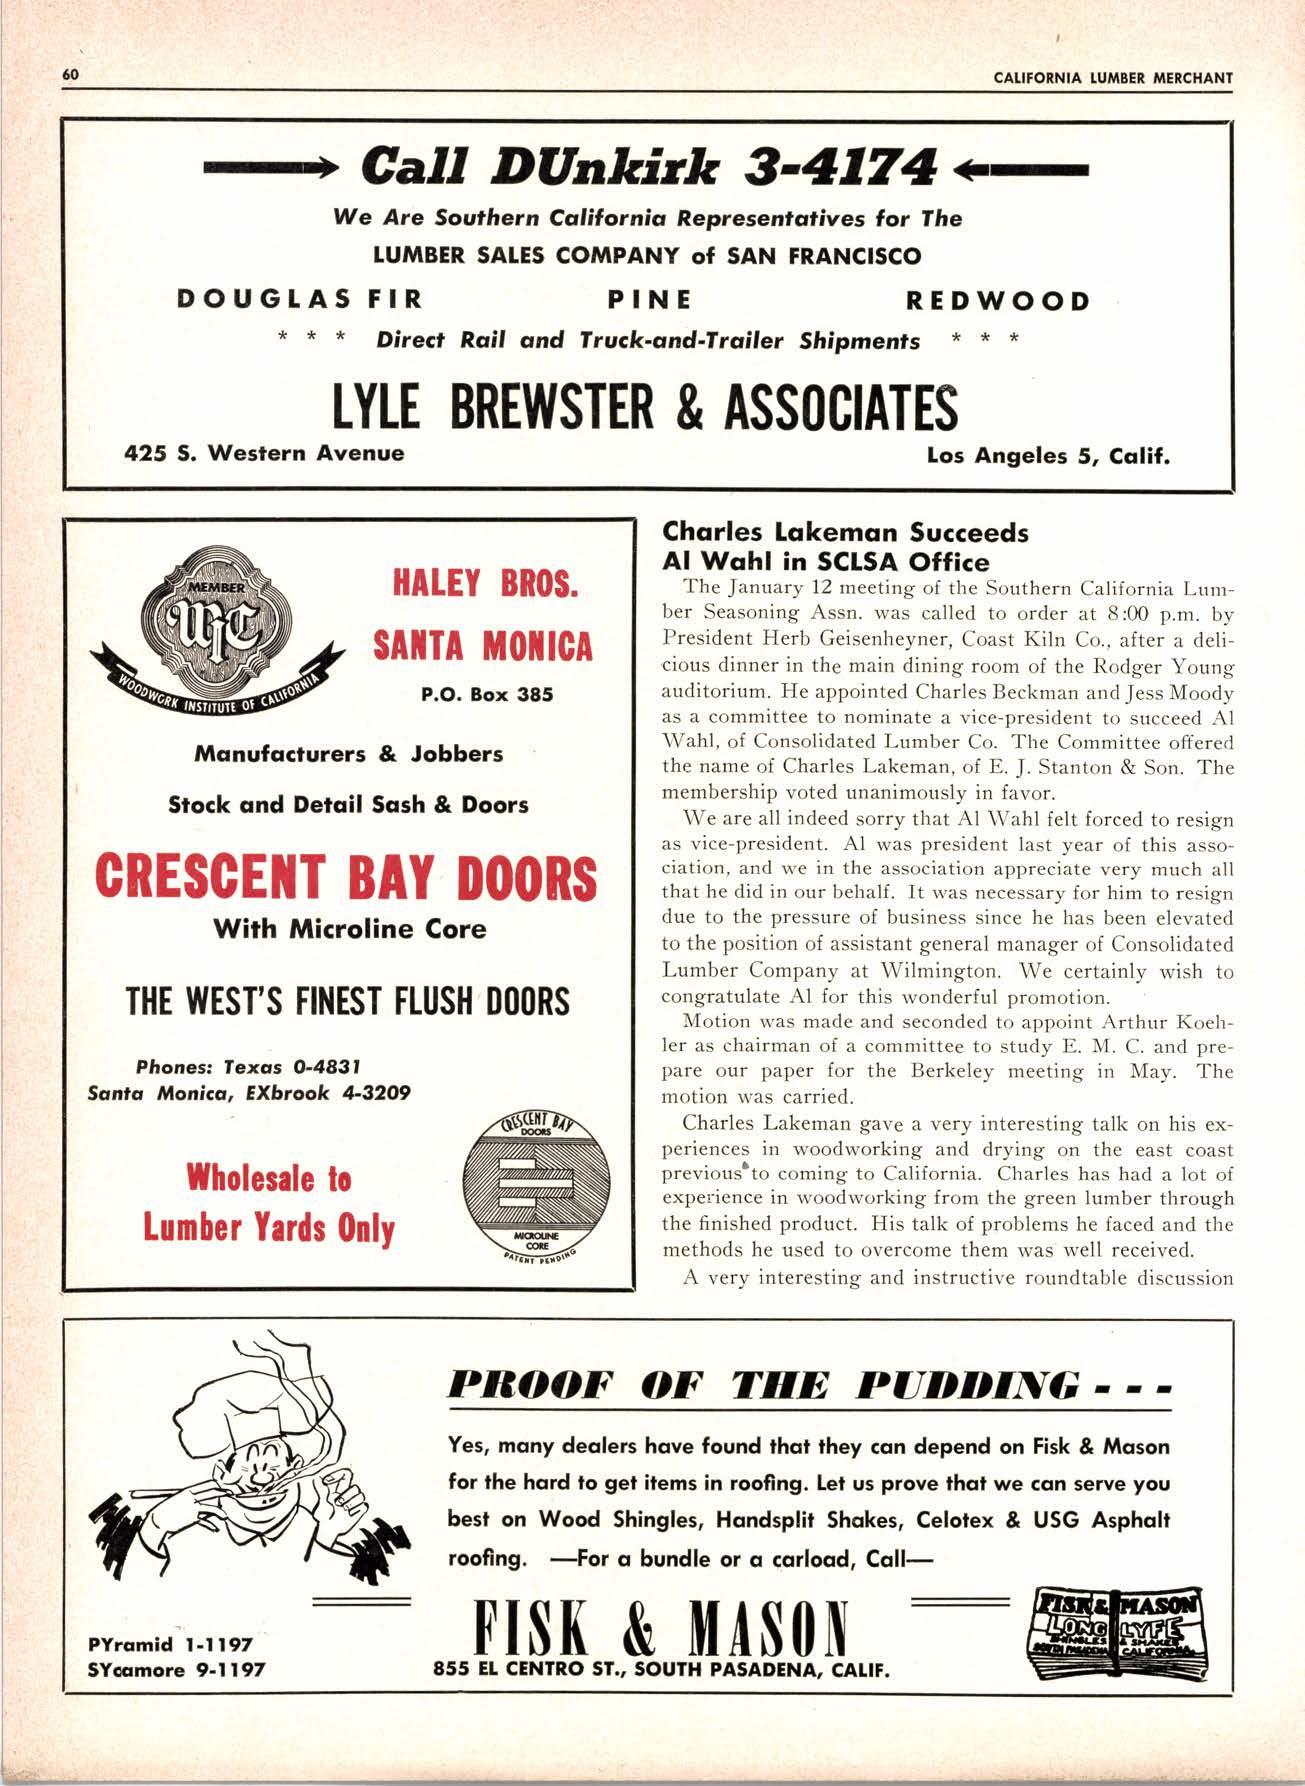 60
CALIFORNIA LUMBER MERCHANT
Call DUnkirk 3-4174
We Are Southern California Representatives for The
LUMBER SALES COMPANY of SAN FRANCISCO
DOUGLAS FIR PINE REDWOOD
* * * Direct Rail and Truck-and-Trailer Shipments * * *
LYLE BREWSTER & ASSOCIATES
425 S. Western Avenue Los Angeles 5, Calif.
MEMBER
WIC
WOODWORK INSTITUTE OF CALIFORNIA
HALEY BROS.
SANTA MONICA
P.O. Box 385
Manufacturers & Jobbers
Stock and Detail Sash & Doors
CRESCENT BAY DOORS
With Microline Core
THE WEST'S FINEST FLUSH DOORS
Phones: Texas 0-4831
Santa Monica, EXbrook 4-3209
Wholesale to
Lumber Yards Only
CRESCENT BAY
DOORS
MICROLINE
CORE
PATENT PENDING
Charles Lakeman Succeeds
Al Wahl in SCLSA Office
The January 12 meeting of the Southern California Lum-
ber Seasoning Assn. was called to order at 8:00 p.m. by
President Herb Geisenheyner, Coast Kiln Co., after a deli-
cious dinner in the main dining room of the Rodger Young
auditorium. He appointed Charles Beckman and Jess Moody
as a committee to nominate a vice-president to succeed Al
Wahl, of Consolidated Lumber Co. The Committee offered
the name of Charles Lakeman, of E. J. Stanton & Son. The
membership voted unanimously in favor.
We are all indeed sorry that Al Wahl felt forced to resign
as vice-president. Al was president last year of this asso-
ciation, and we in the association appreciate very much all
that he did in our behalf. It was necessary for him to resign
due to the pressure of business since he has been elevated
to the position of assistant general manager of Consolidated
Lumber Company at Wilmington. We certainly wish to
congratulate Al for this wonderful promotion.
Motion was made and seconded to appoint Arthur Koeh-
ler as chairman of a committee to study E. M. C. and pre-
pare our paper for the Berkeley meeting in May. The
motion was carried.
Charles Lakeman gave a very interesting talk on his ex-
periences in woodworking and drying on the east coast
previous to coming to California. Charles has had a lot of
experience in woodworking from the green lumber through
the finished product. His talk of problems he faced and the
methods he used to overcome them was well received.
A very interesting and instructive roundtable discussion
PROOF OF THE PUDDING - - -
Yes, many dealers have found that they can depend on Fisk & Mason
for the hard to get items in roofing. Let us prove that we can serve you
best on Wood Shingles, Handsplit Shakes, Celotex & USG Asphalt
roofing. —For a bundle or a carload, Call—
FISK & MASON
855 EL CENTRO ST., SOUTH PASADENA, CALIF.
PYramid 1-1197
SYcamore 9-1197
FISK & MASON
LONG LYFE
SHINGLES & SHAKES
SOUTH PASADENA CALIFORNIA